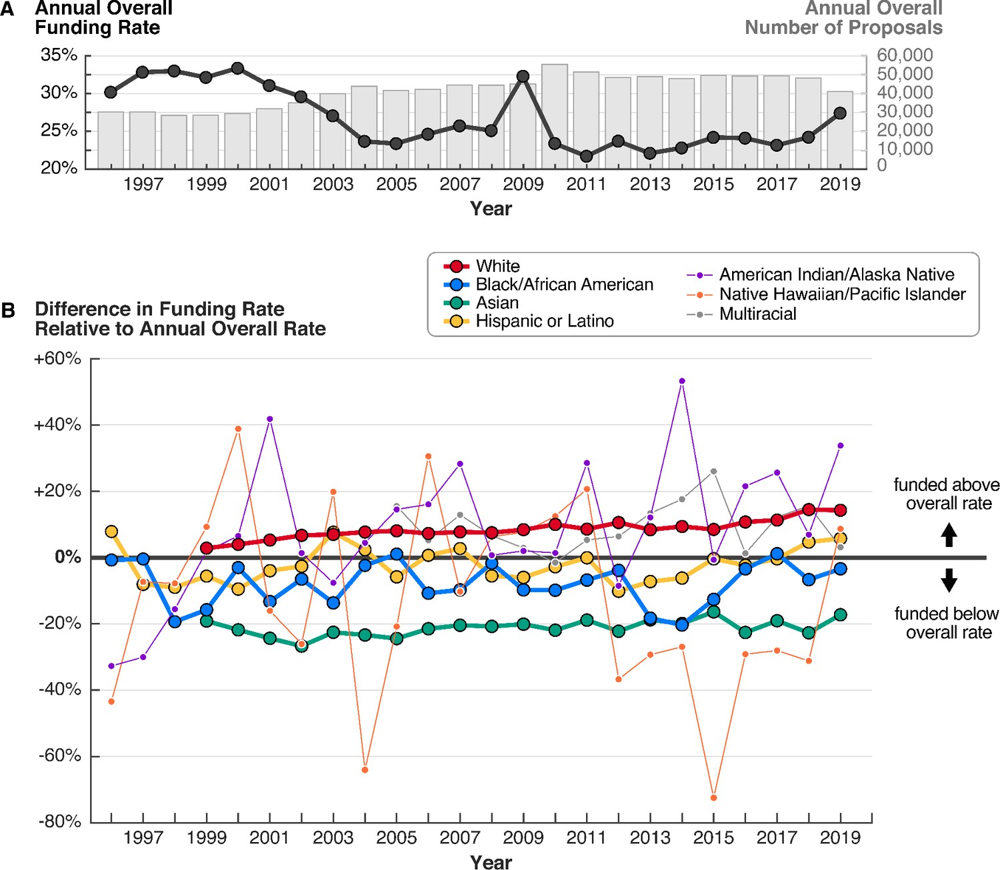 A
Annual Overall
Funding Rate
Annual Overall
Number of Proposals
35%
30%
25%
20%
60,000
50,000
40,000
30,000
20,000
10,000
0
1997 1999 2001 2003 2005 2007 2009 2011 2013 2015 2017 2019
Year
White
Black/African American
Asian
Hispanic or Latino
American Indian/Alaska Native
Native Hawaiian/Pacific Islander
Multiracial
B
Difference in Funding Rate
Relative to Annual Overall Rate
+60%
+40%
+20%
0%
-20%
-40%
-60%
-80%
funded above
overall rate
funded below
overall rate
1997 1999 2001 2003 2005 2007 2009 2011 2013 2015 2017 2019
Year